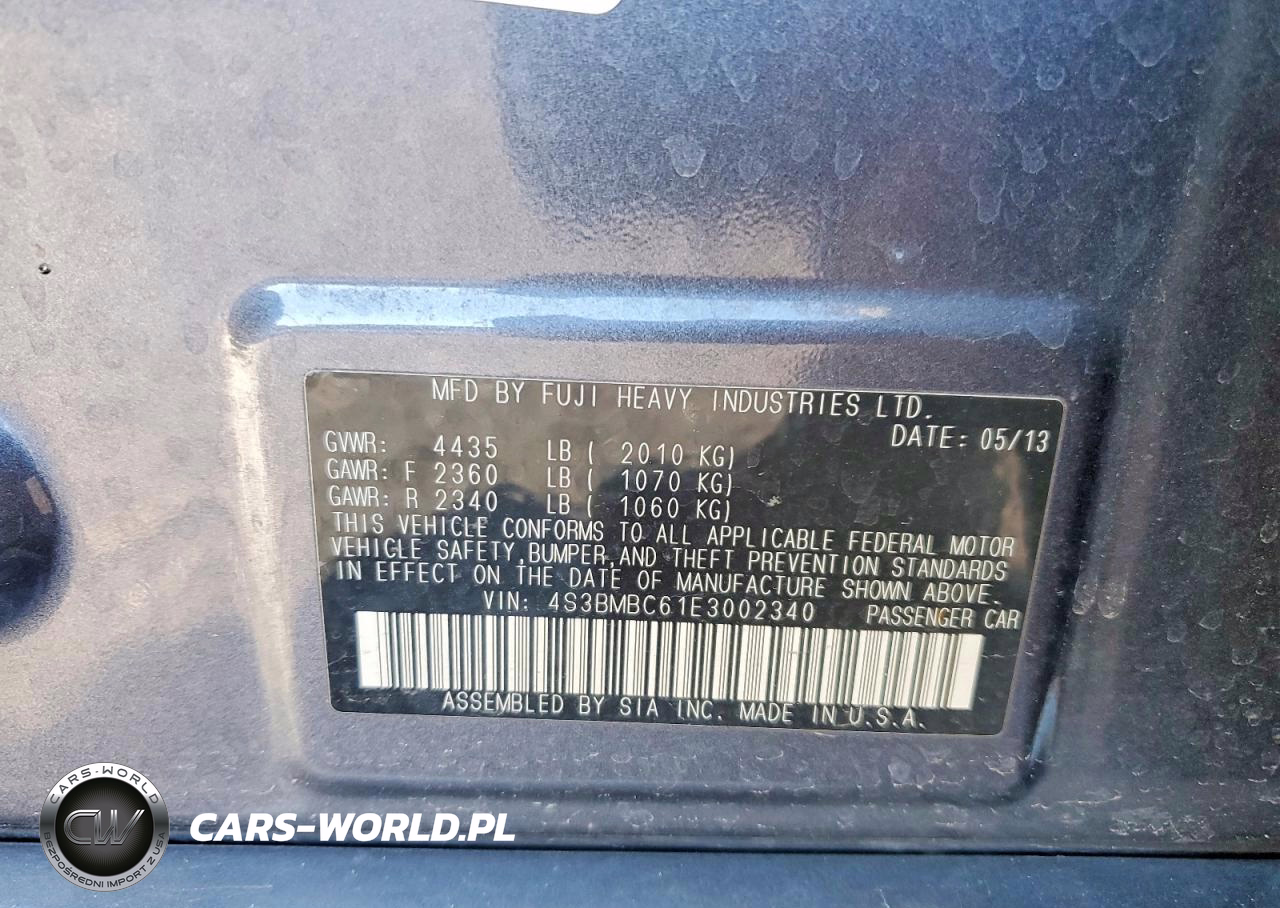 MFD BY FUJI HEAVY INDUSTRIES LTD.
DATE: 05/13
GVWR: 4435 LB ( 2010 KG)
GAWR: F 2360 LB ( 1070 KG)
GAWR: R 2340 LB ( 1060 KG)
THIS VEHICLE CONFORMS TO ALL APPLICABLE FEDERAL MOTOR
VEHICLE SAFETY,BUMPER,AND THEFT PREVENTION STANDARDS
IN EFFECT ON THE DATE OF MANUFACTURE SHOWN ABOVE.
VIN: 4S3BMBC61E3002340 PASSENGER CAR
ASSEMBLED BY SIA INC. MADE IN U.S.A.
CARS-WORLD
CW
BEZPOŚREDNI IMPORT Z USA
CARS-WORLD.PL